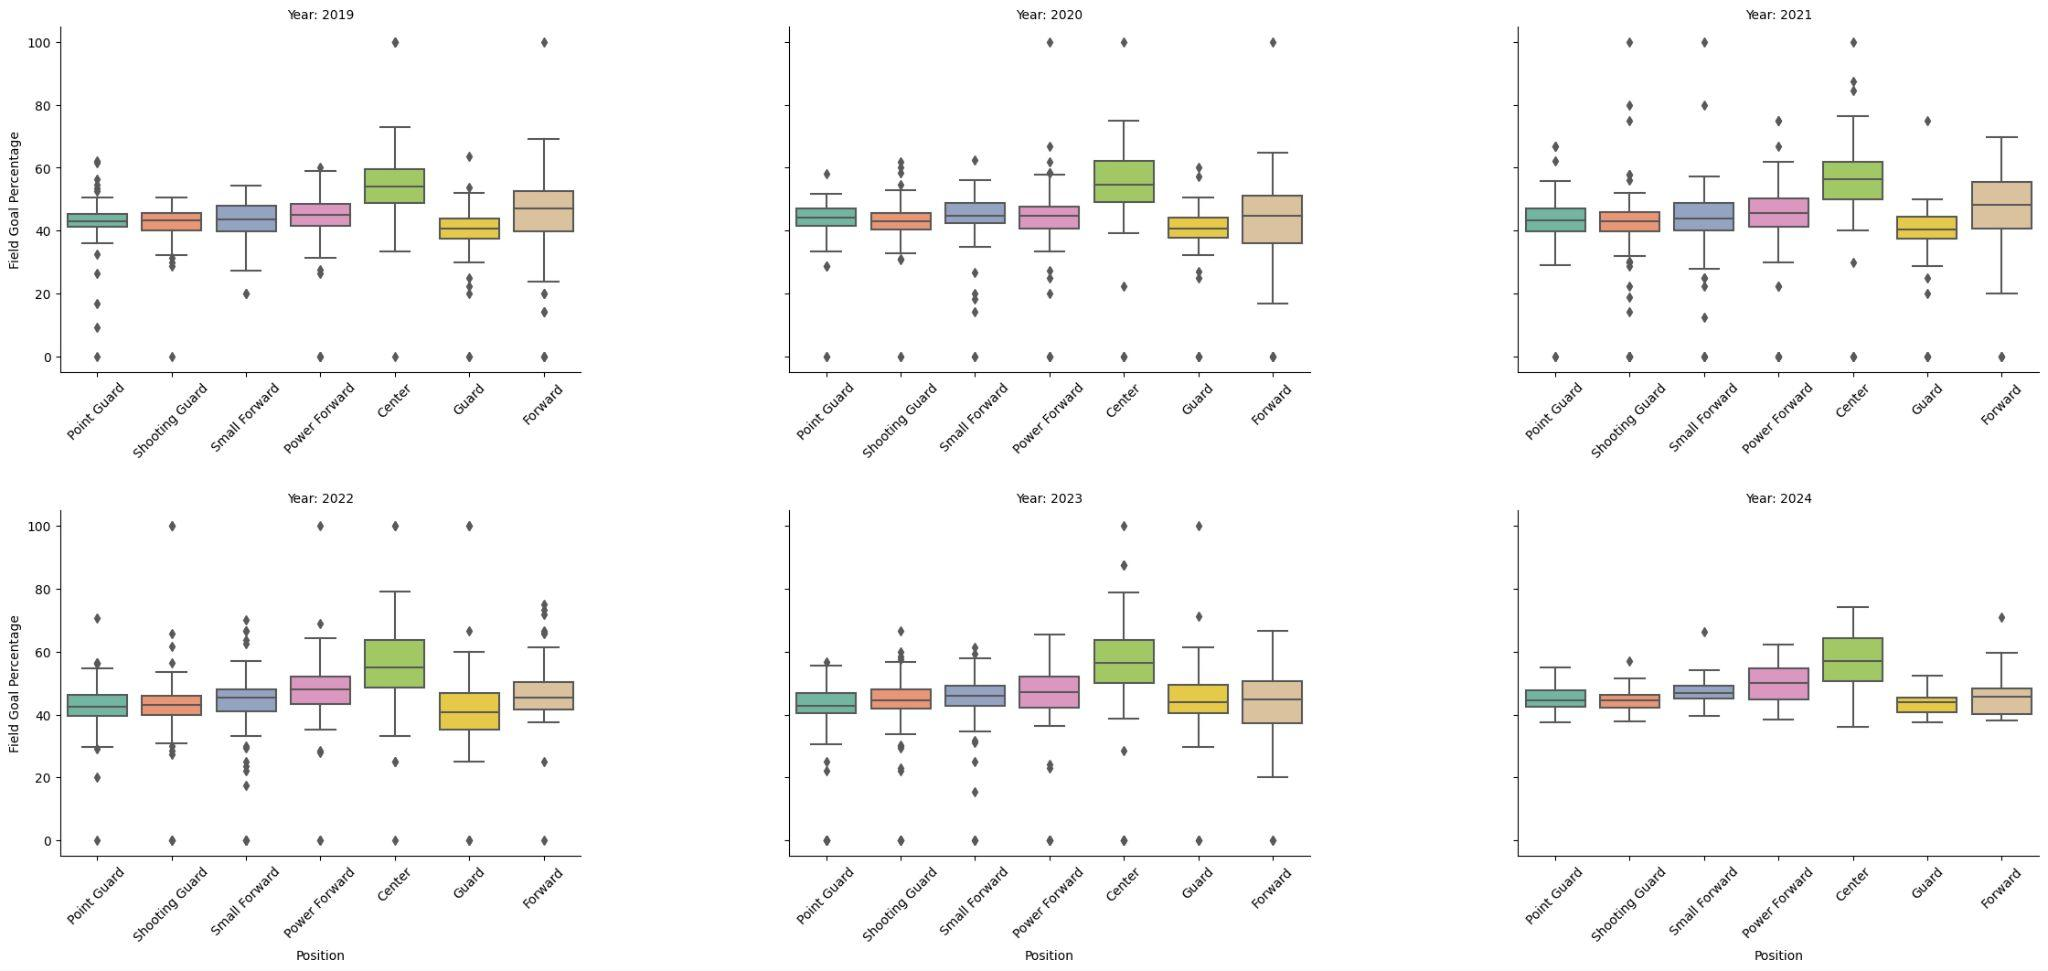 Year: 2019
Year: 2020
Year: 2021
Field Goal Percentage
100
80
60
40
20
0
Point Guard
Shooting Guard
Small Forward
Power Forward
Center
Guard
Forward
Point Guard
Shooting Guard
Small Forward
Power Forward
Center
Guard
Forward
Point Guard
Shooting Guard
Small Forward
Power Forward
Center
Guard
Forward
Year: 2022
Year: 2023
Year: 2024
Field Goal Percentage
100
80
60
40
20
0
Point Guard
Shooting Guard
Small Forward
Power Forward
Center
Guard
Forward
Position
Point Guard
Shooting Guard
Small Forward
Power Forward
Center
Guard
Forward
Position
Point Guard
Shooting Guard
Small Forward
Power Forward
Center
Guard
Forward
Position